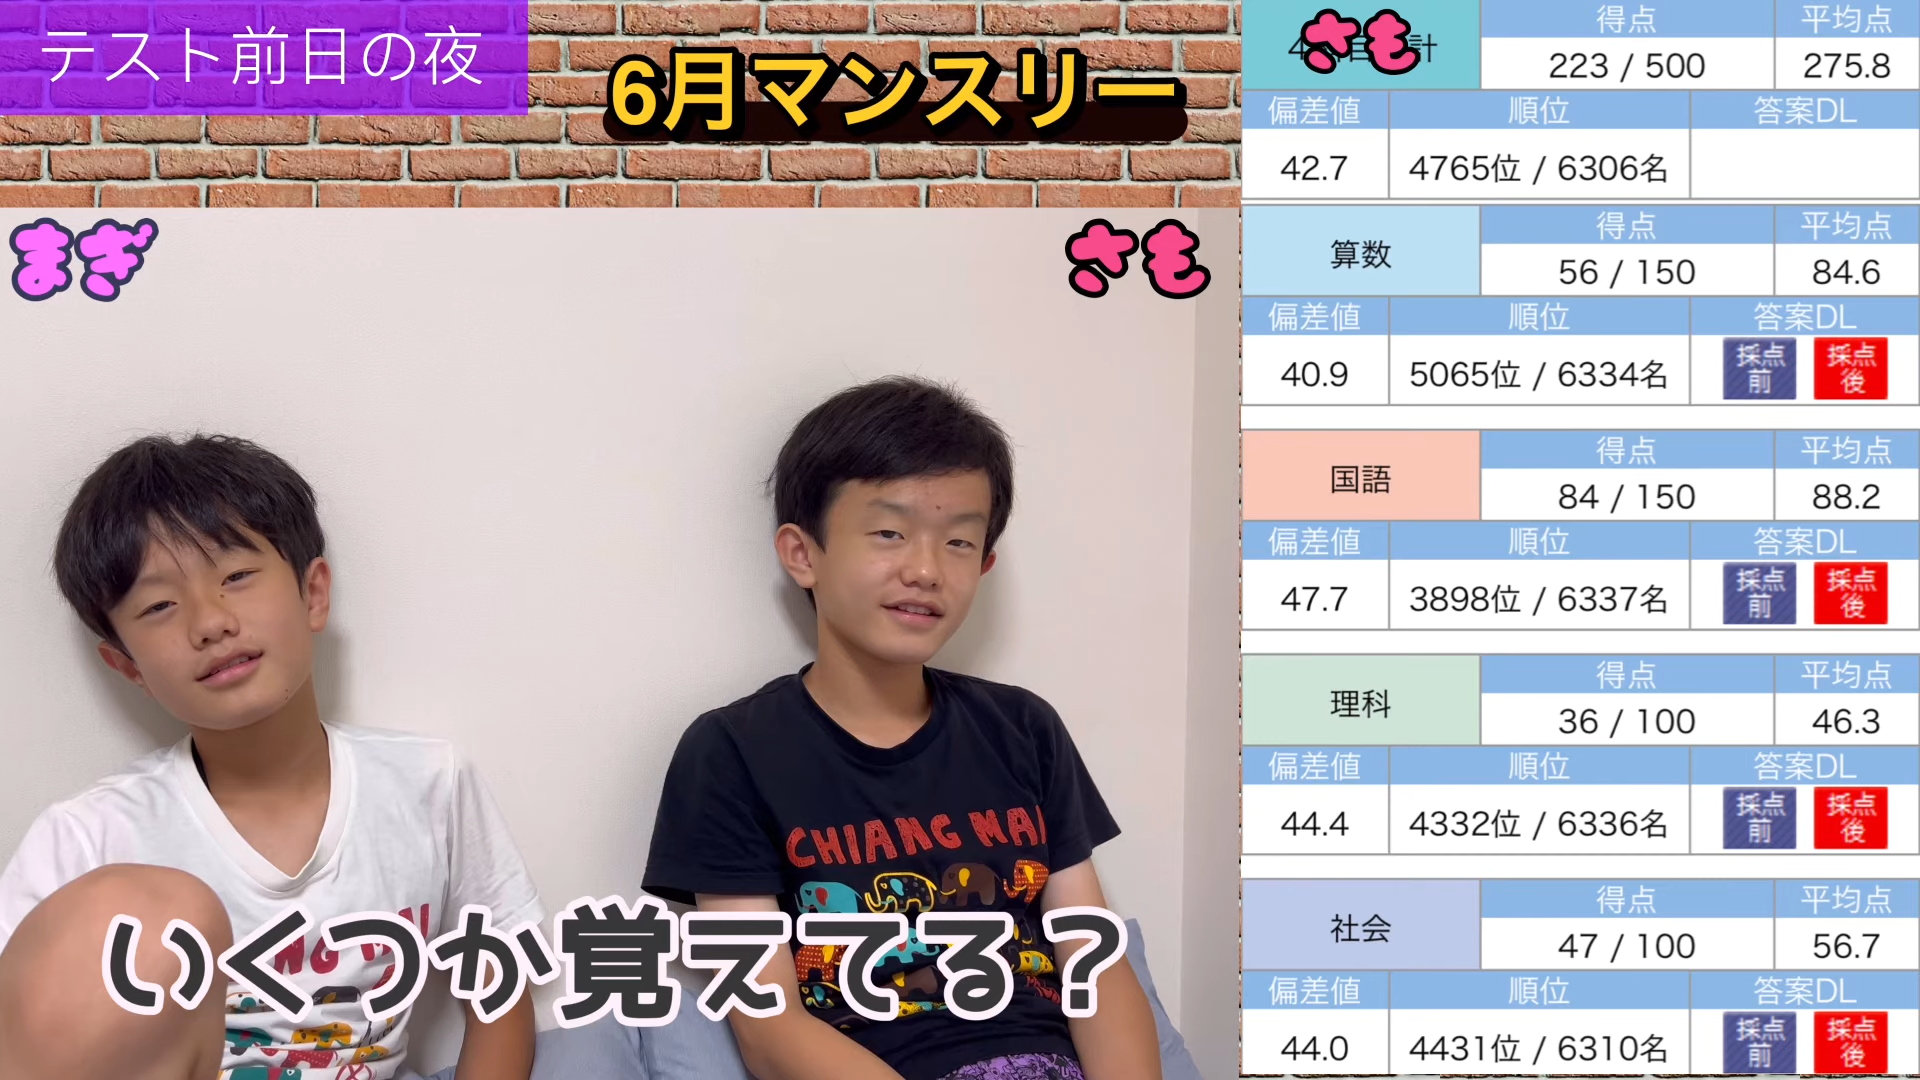 テスト前日の夜
6月マンスリー
まぎ
さも
CHIANG MAI
いくつか覚えてる？
さも
得点 平均点
223 / 500 275.8
偏差値 順位 答案DL
42.7 4765位 / 6306名
算数 得点 平均点
56 / 150 84.6
偏差値 順位 答案DL
40.9 5065位 / 6334名 採点前 採点後
国語 得点 平均点
84 / 150 88.2
偏差値 順位 答案DL
47.7 3898位 / 6337名 採点前 採点後
理科 得点 平均点
36 / 100 46.3
偏差値 順位 答案DL
44.4 4332位 / 6336名 採点前 採点後
社会 得点 平均点
47 / 100 56.7
偏差値 順位 答案DL
44.0 4431位 / 6310名 採点前 採点後